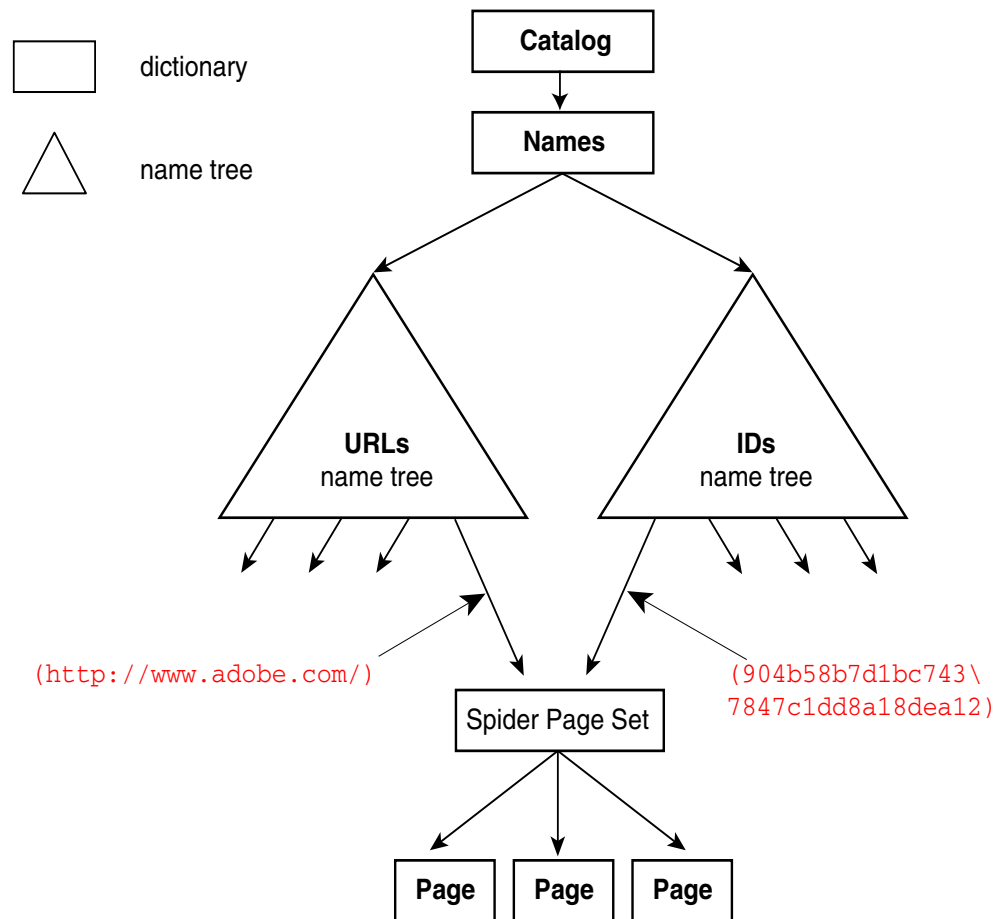 Catalog
dictionary
Names
name tree
URLs
name tree
IDs
name tree
(http://www.adobe.com/)
(904b58b7d1bc743\
7847c1dd8a18dea12)
Spider Page Set
Page
Page
Page